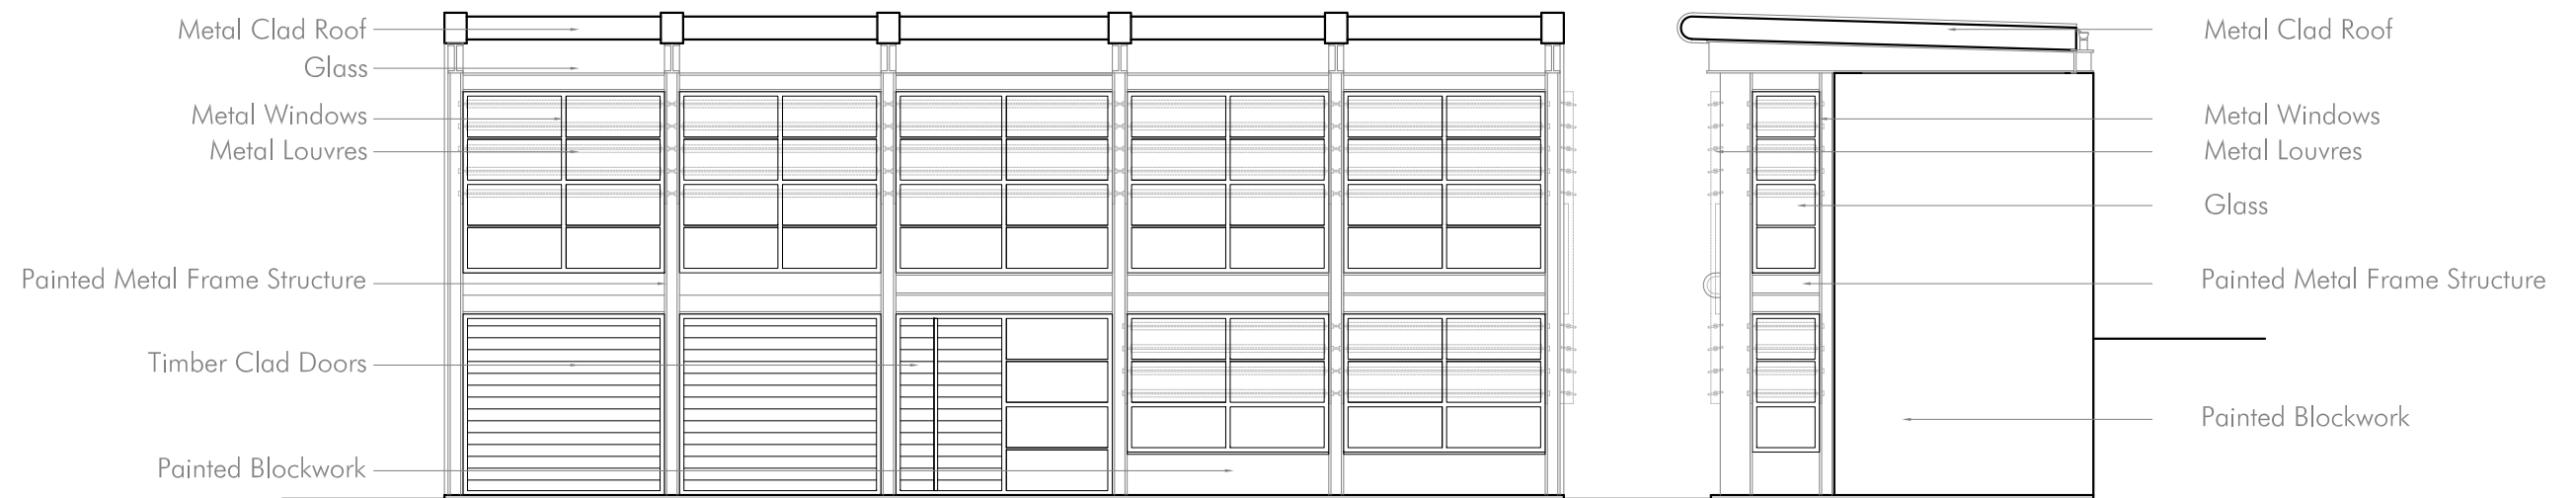 Metal Clad Roof
Glass
Metal Windows
Metal Louvres
Painted Metal Frame Structure
Timber Clad Doors
Painted Blockwork
Metal Clad Roof
Metal Windows
Metal Louvres
Glass
Painted Metal Frame Structure
Painted Blockwork